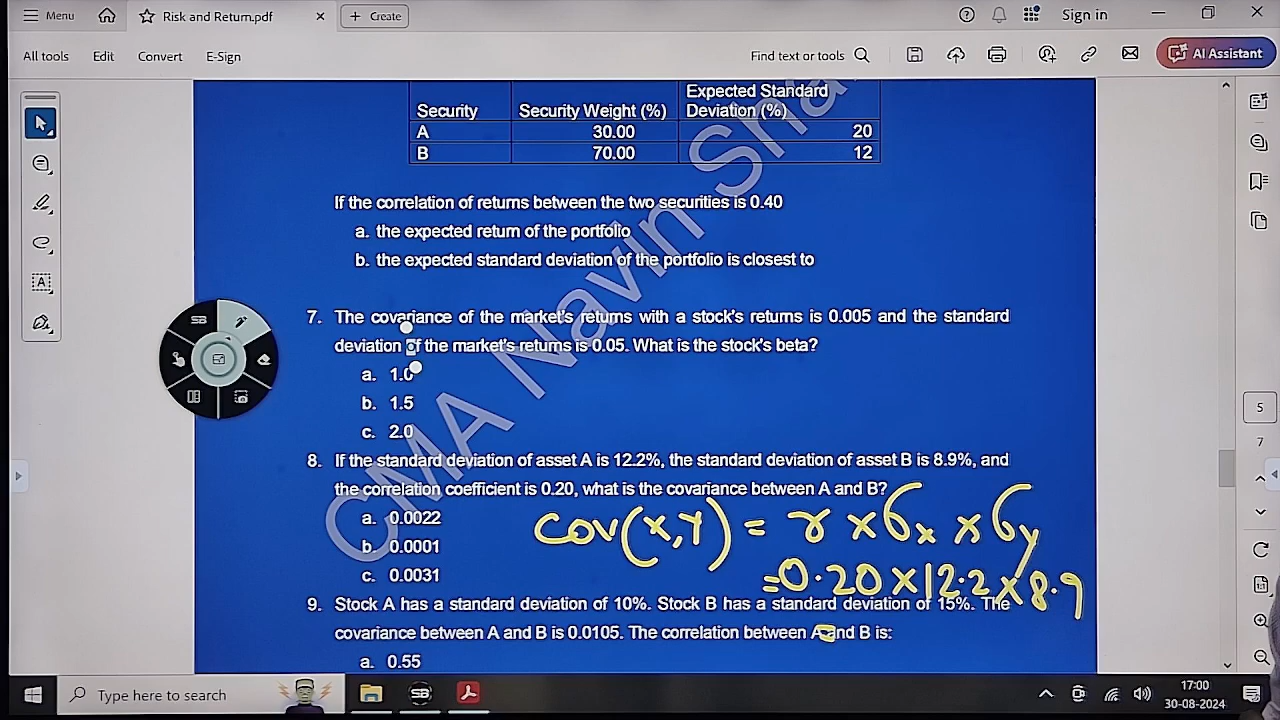 Menu
Risk and Return.pdf
Create
Sign in
All tools Edit Convert E-Sign
Find text or tools
AI Assistant
Security Security Weight (%) Expected Standard Deviation (%)
A 30.00 20
B 70.00 12
If the correlation of returns between the two securities is 0.40
a. the expected return of the portfolio
b. the expected standard deviation of the portfolio is closest to
7. The covariance of the market's returns with a stock's returns is 0.005 and the standard
deviation of the market's returns is 0.05. What is the stock's beta?
a. 1.0
b. 1.5
c. 2.0
8. If the standard deviation of asset A is 12.2%, the standard deviation of asset B is 8.9%, and
the correlation coefficient is 0.20, what is the covariance between A and B?
a. 0.0022
b. 0.0001
c. 0.0031
cov(x,y) = r × σx × σy
=0.20×12.2×8.9
9. Stock A has a standard deviation of 10%. Stock B has a standard deviation of 15%. The
covariance between A and B is 0.0105. The correlation between A and B is:
a. 0.55
CMA Navin Sha
SB
5
7
Type here to search
SB
17:00
30-08-2024